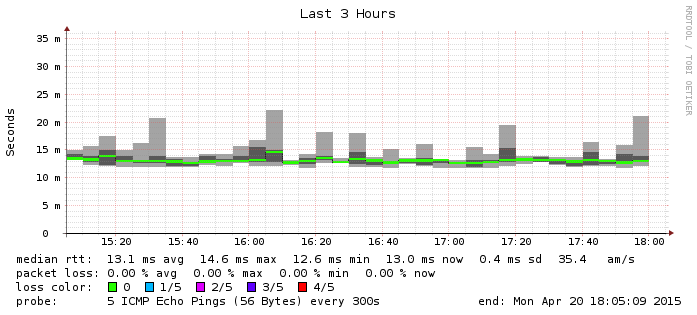 Last 3 Hours
RRDTOOL / TOBI OETIKER
Seconds
35 m
30 m
25 m
20 m
15 m
10 m
5 m
0
15:20 15:40 16:00 16:20 16:40 17:00 17:20 17:40 18:00
median rtt: 13.1 ms avg 14.6 ms max 12.6 ms min 13.0 ms now 0.4 ms sd 35.4 am/s
packet loss: 0.00 % avg 0.00 % max 0.00 % min 0.00 % now
loss color: 0 1/5 2/5 3/5 4/5
probe: 5 ICMP Echo Pings (56 Bytes) every 300s end: Mon Apr 20 18:05:09 2015